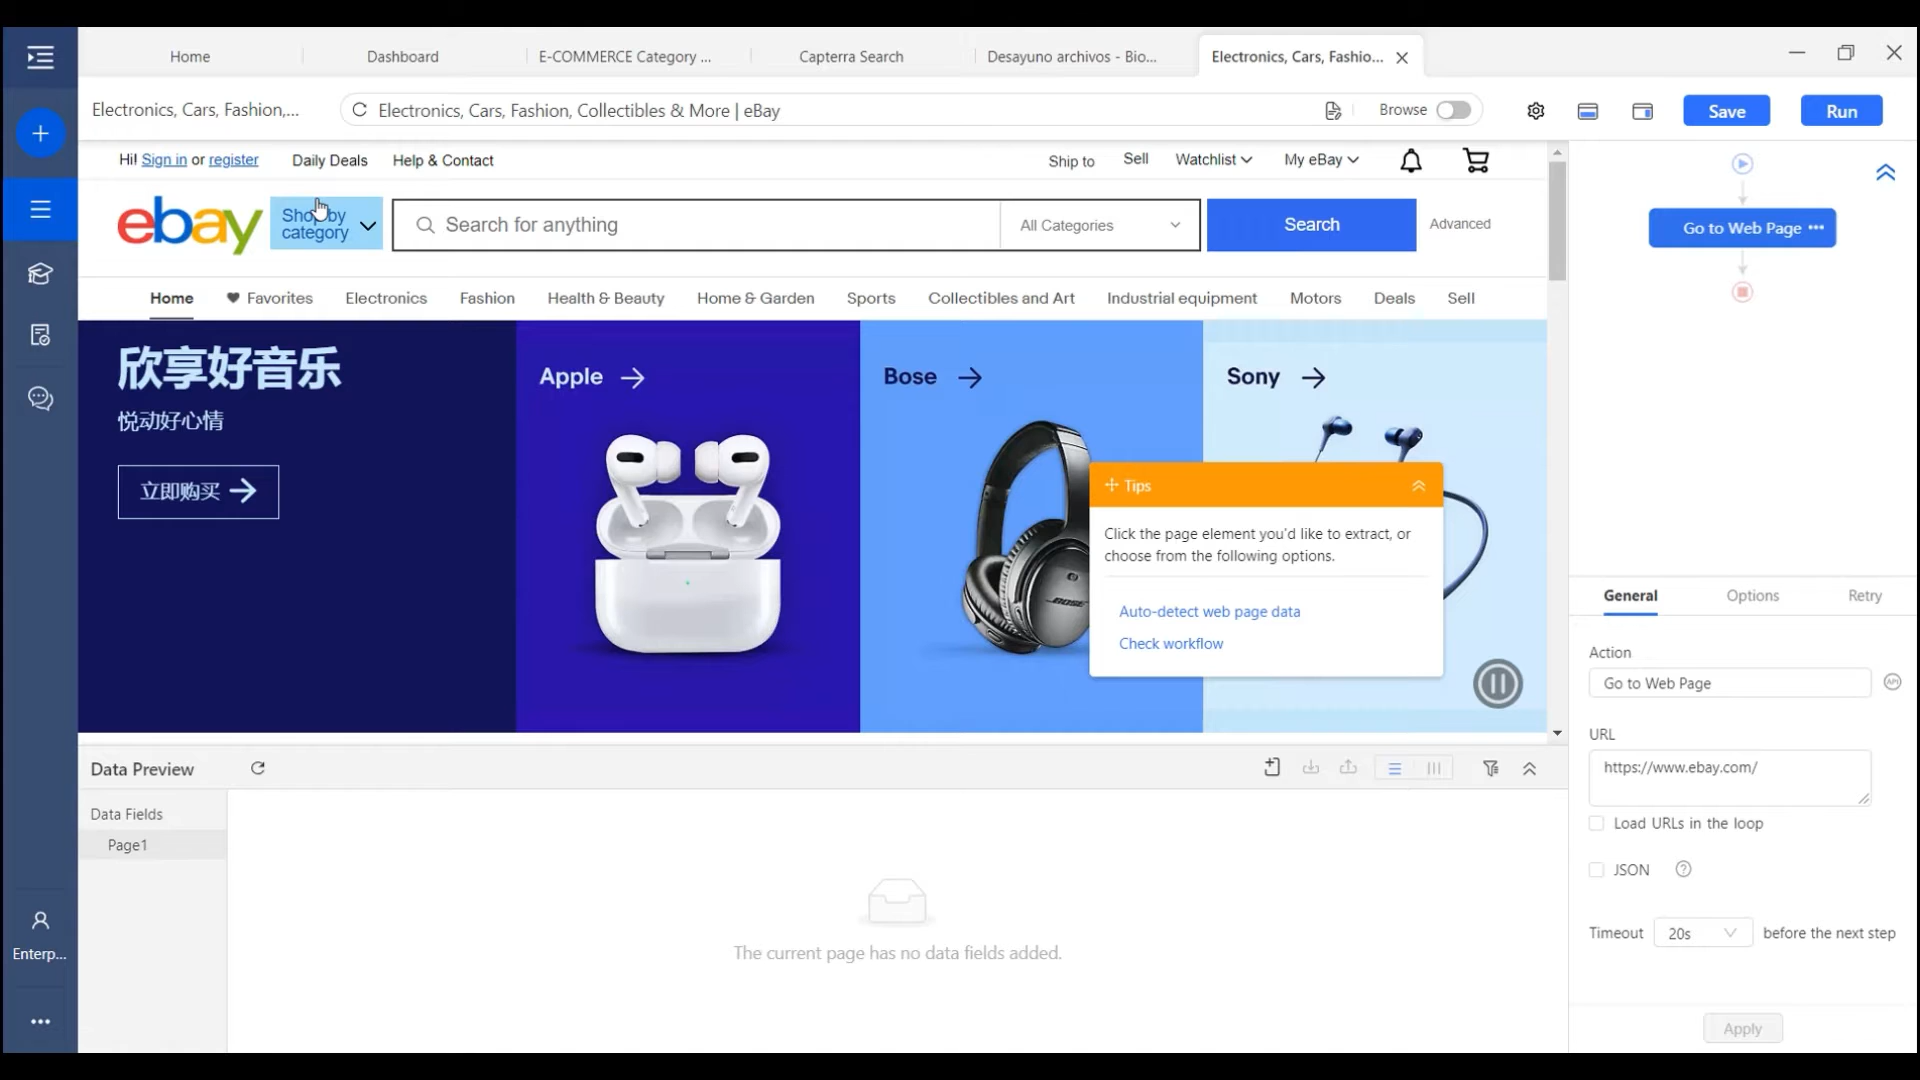 Home
Dashboard
E-COMMERCE Category ...
Capterra Search
Desayuno archivos - Bio...
Electronics, Cars, Fashio...
Electronics, Cars, Fashion,...
Electronics, Cars, Fashion, Collectibles & More | eBay
Browse
Save
Run
Hi! Sign in or register
Daily Deals
Help & Contact
Ship to
Sell
Watchlist
My eBay
ebay
Shop by
category
Search for anything
All Categories
Search
Advanced
Go to Web Page
Home
Favorites
Electronics
Fashion
Health & Beauty
Home & Garden
Sports
Collectibles and Art
Industrial equipment
Motors
Deals
Sell
欣享好音乐
悦动好心情
立即购买
Apple
Bose
Sony
BOSE
Tips
Click the page element you'd like to extract, or
choose from the following options.
Auto-detect web page data
Check workflow
General
Options
Retry
Action
Go to Web Page
API
URL
https://www.ebay.com/
Load URLs in the loop
JSON
Timeout
20s
before the next step
Apply
Data Preview
Data Fields
Page1
The current page has no data fields added.
Enterp...